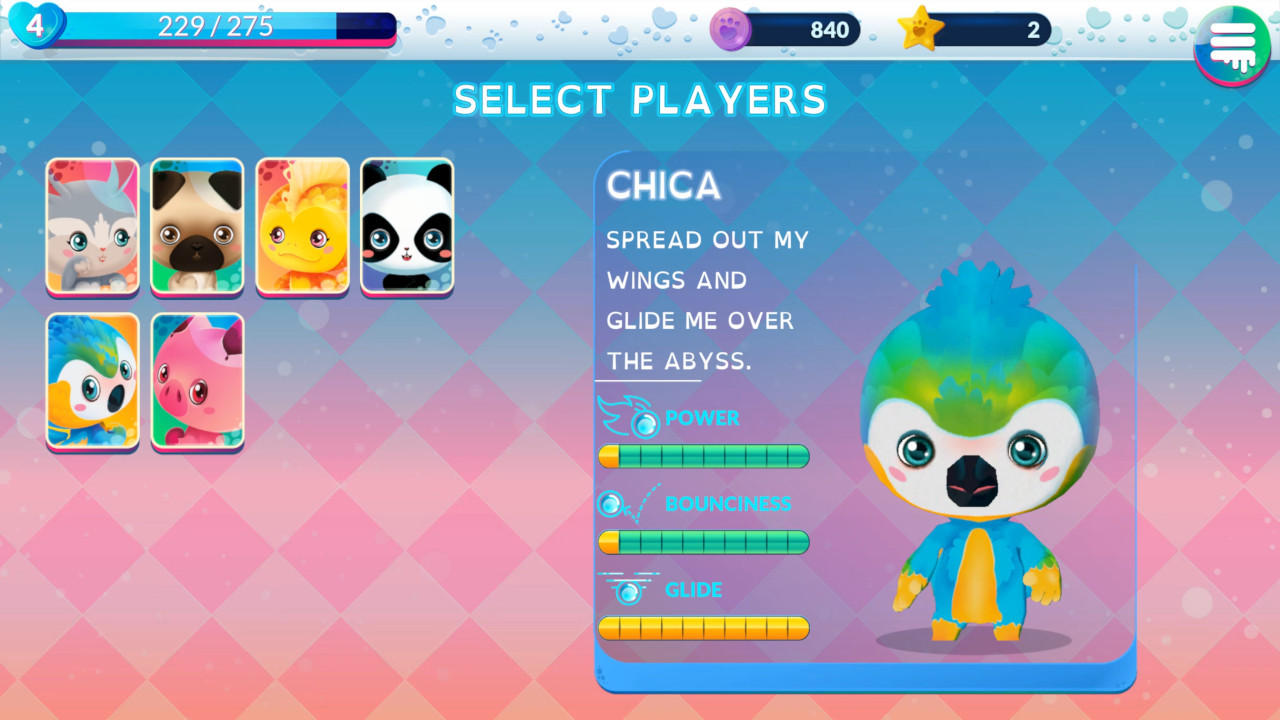 4
229/275
840
2
SELECT PLAYERS
CHICA
SPREAD OUT MY
WINGS AND
GLIDE ME OVER
THE ABYSS.
POWER
BOUNCINESS
GLIDE